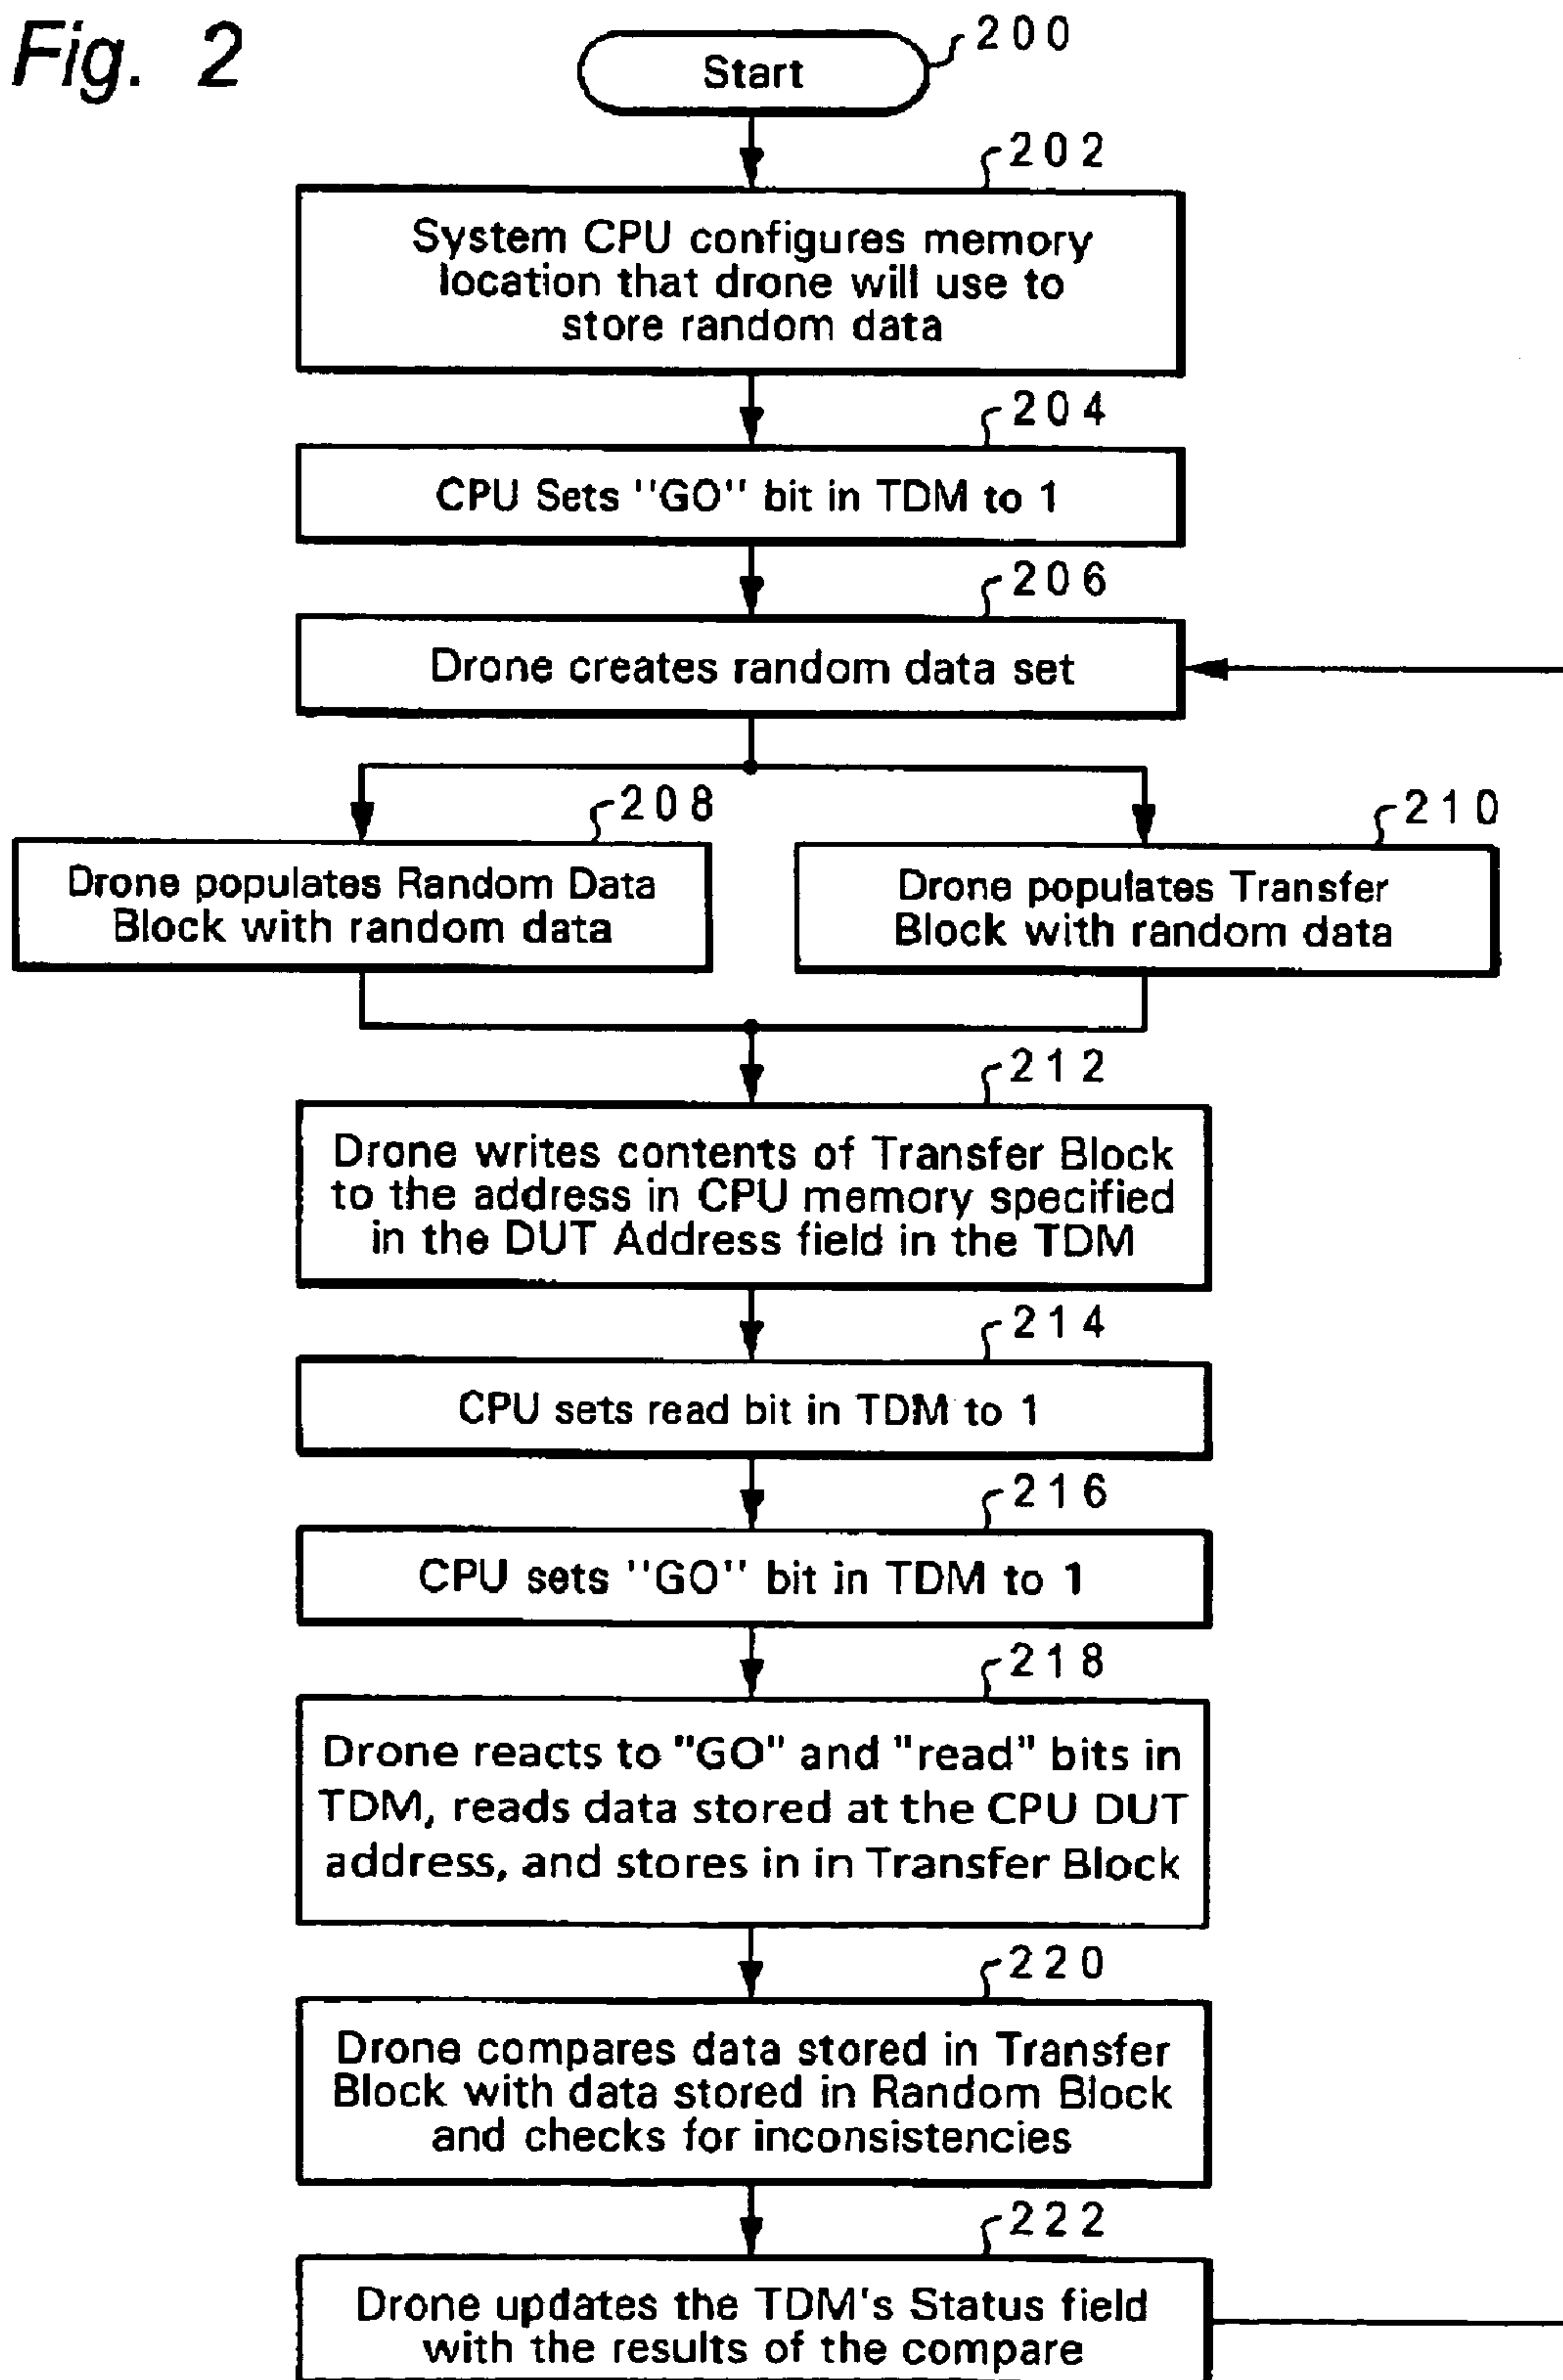 Fig. 2
Start
200
202
System CPU configures memory
location that drone will use to
store random data
204
CPU Sets "GO" bit in TDM to 1
206
Drone creates random data set
208
Drone populates Random Data
Block with random data
210
Drone populates Transfer
Block with random data
212
Drone writes contents of Transfer Block
to the address in CPU memory specified
in the DUT Address field in the TDM
214
CPU sets read bit in TDM to 1
216
CPU sets "GO" bit in TDM to 1
218
Drone reacts to "GO" and "read" bits in
TDM, reads data stored at the CPU DUT
address, and stores in in Transfer Block
220
Drone compares data stored in Transfer
Block with data stored in Random Block
and checks for inconsistencies
222
Drone updates the TDM's Status field
with the results of the compare